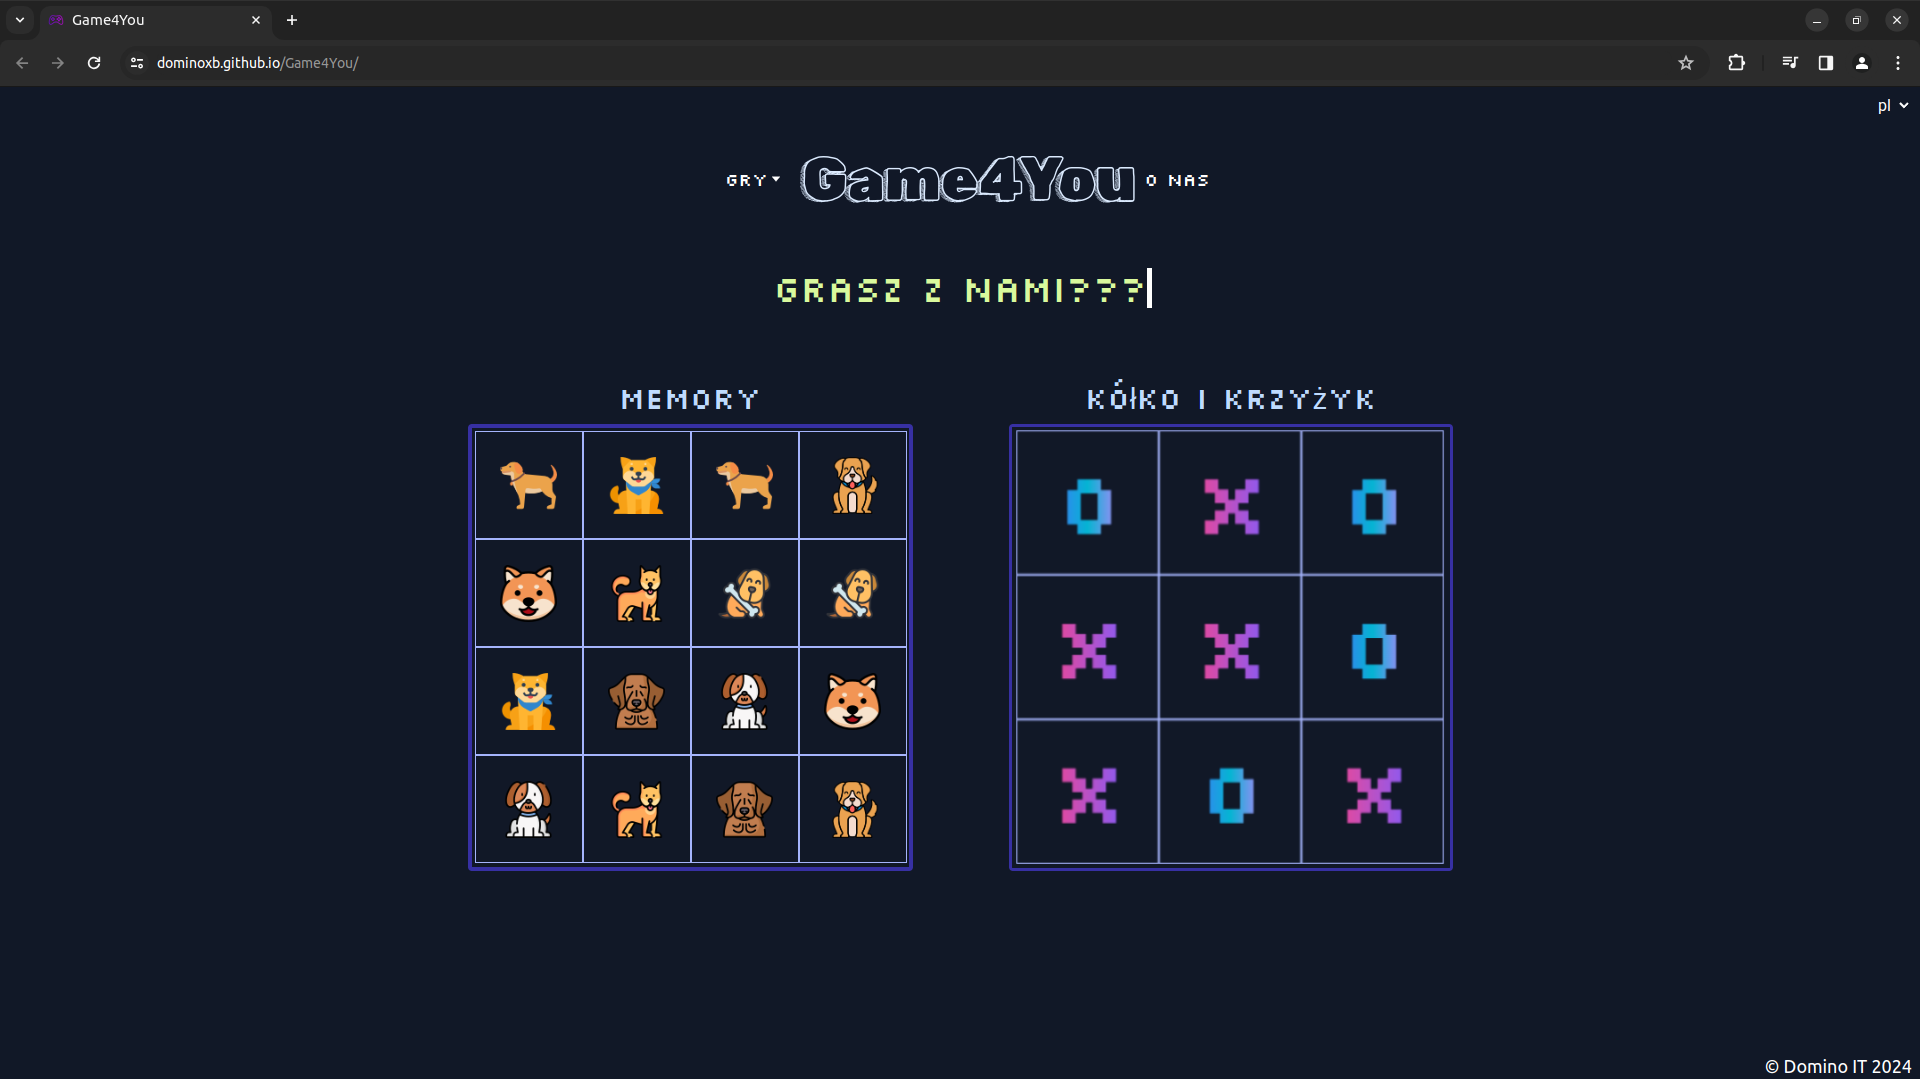 Game4You
dominoxb.github.io/Game4You/
pl
GRY
Game4You
O NAS
GRASZ Z NAMI???
MEMORY
KÓłKO I KRZYŻYK
O X O
X X O
X O X
© Domino IT 2024